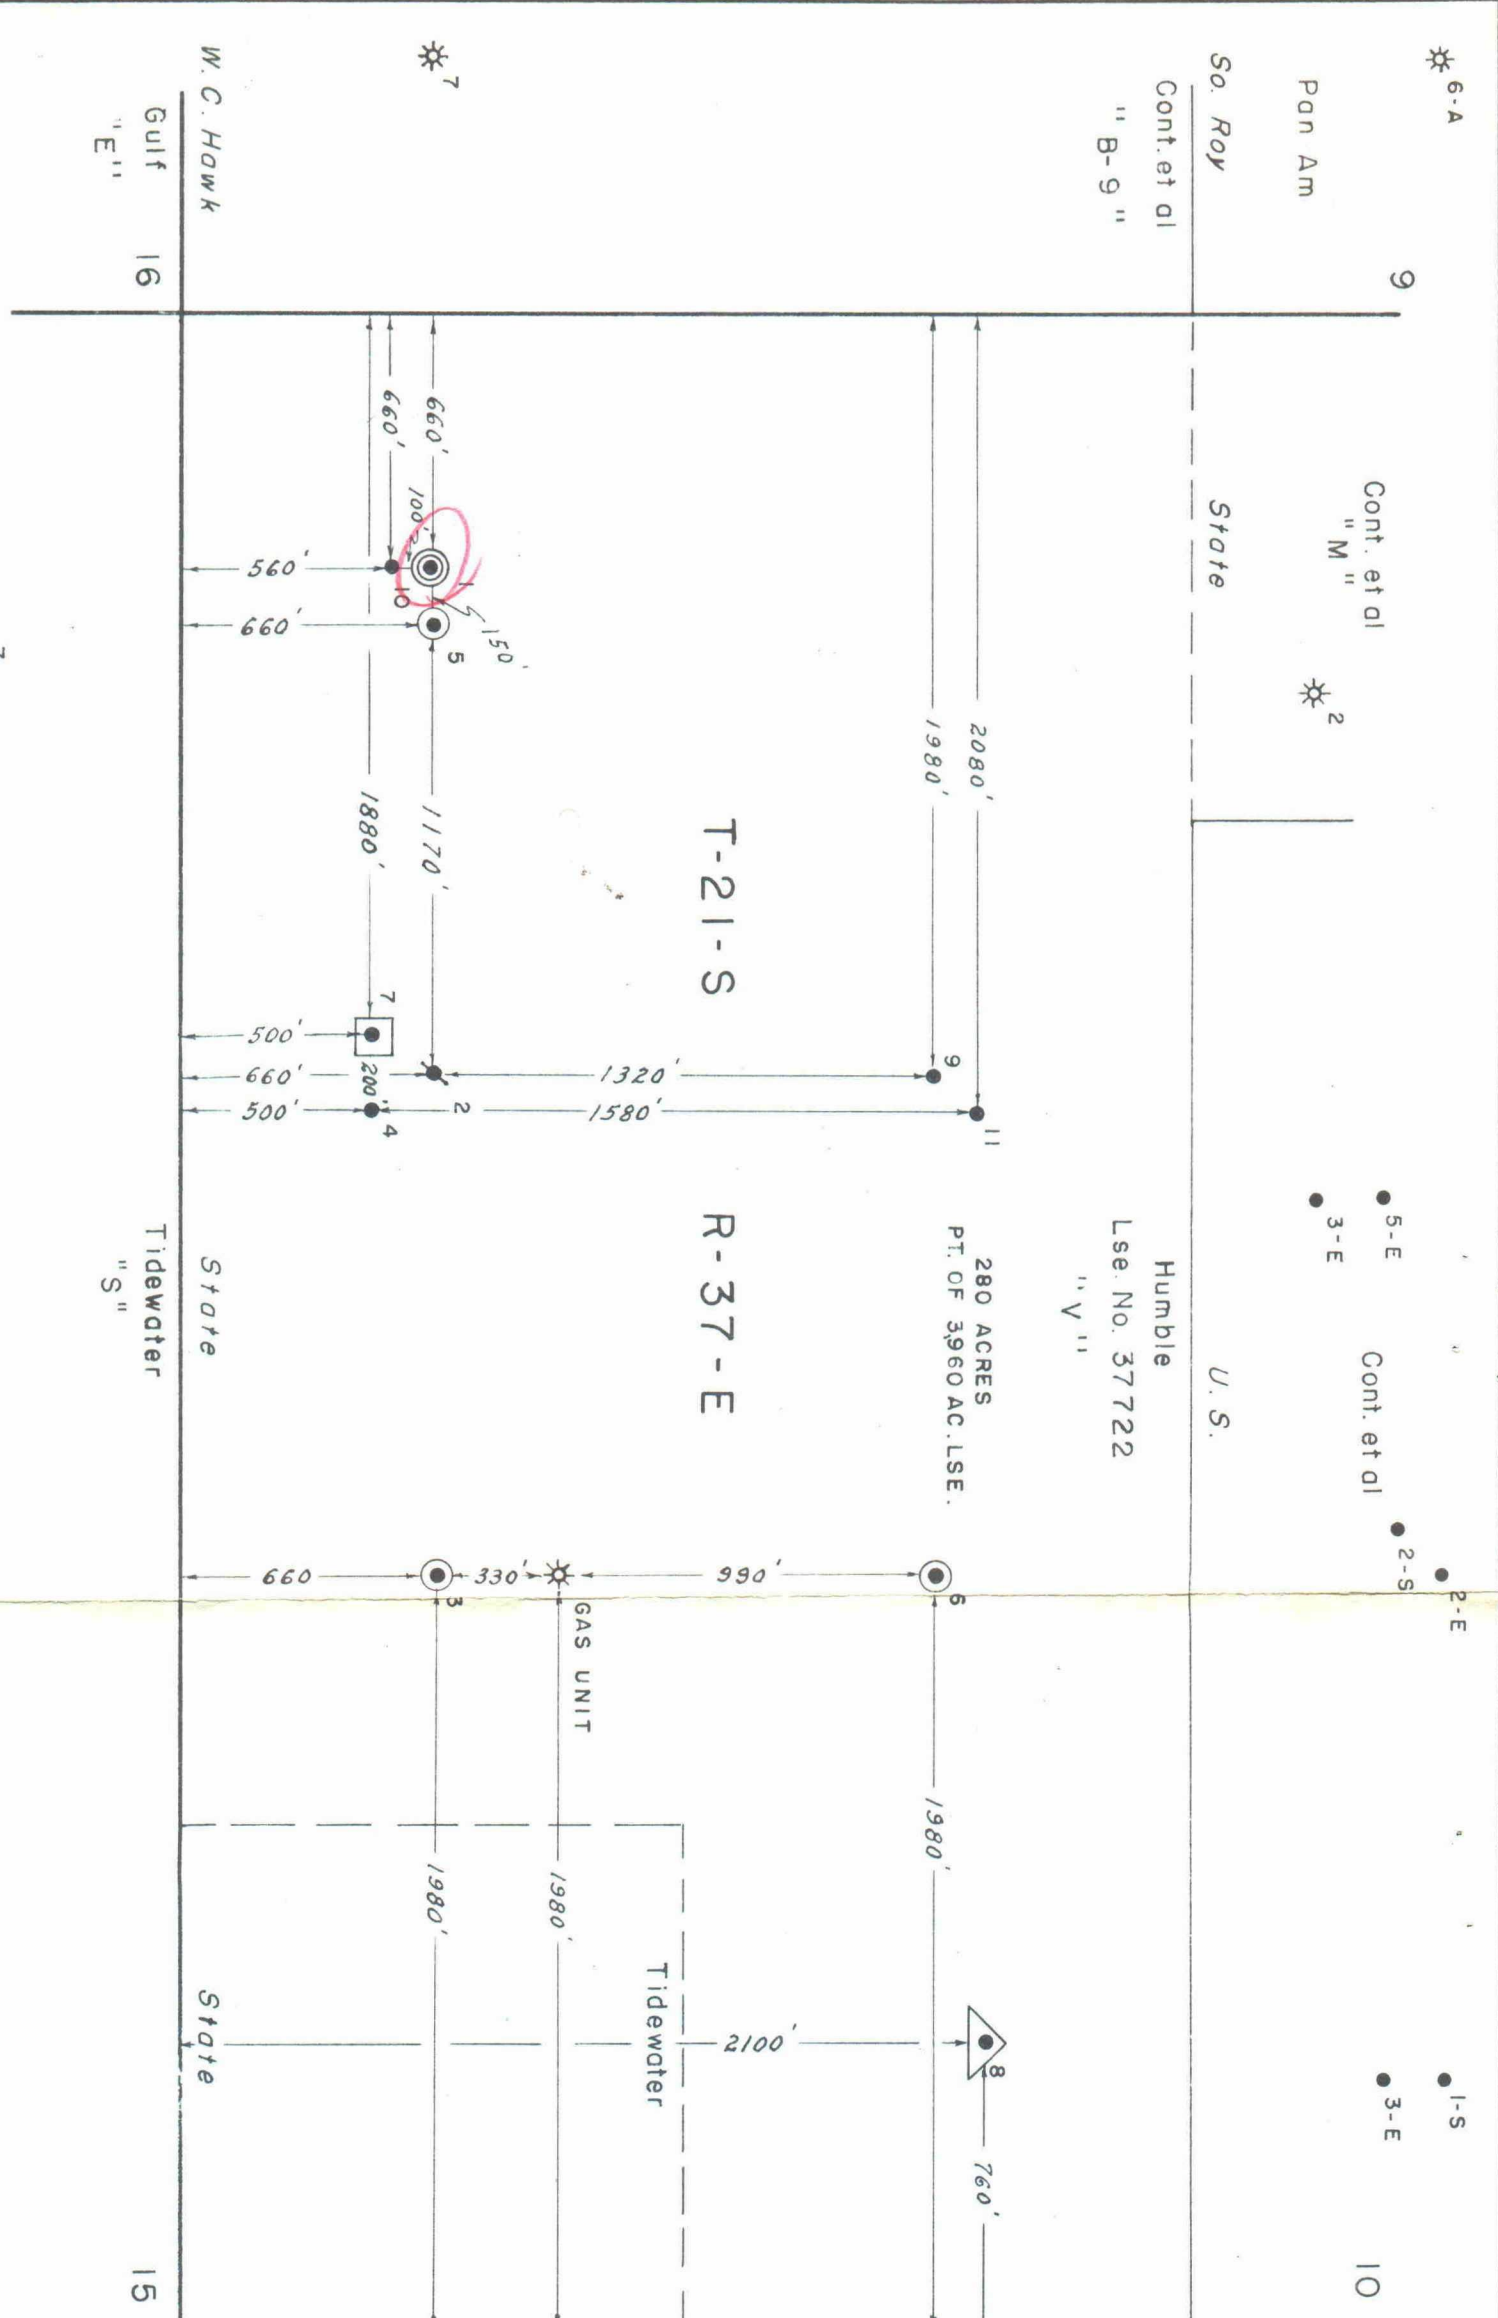 6-A
Pan Am
9
Cont. et al
"M"
2
5-E
3-E
Cont. et al
2-S
2-E
1-S
3-E
10
So. Roy
State
U. S.
Cont. et al
"B-9"
Humble
Lse. No. 37722
"V"
280 ACRES
PT. OF 3,960 AC. LSE.
2080'
1980'
9
11
6
1980'
8
760'
T-21-S
R-37-E
1320'
1580'
990'
2100'
Tidewater
GAS UNIT
1980'
330'
7
660'
1
150'
5
1170'
2
3
1980'
660'
100'
10
1880'
7
200'
4
560'
660'
500'
660'
500'
660
W. C. Hawk
State
State
Gulf
"E"
16
Tidewater
"S"
15